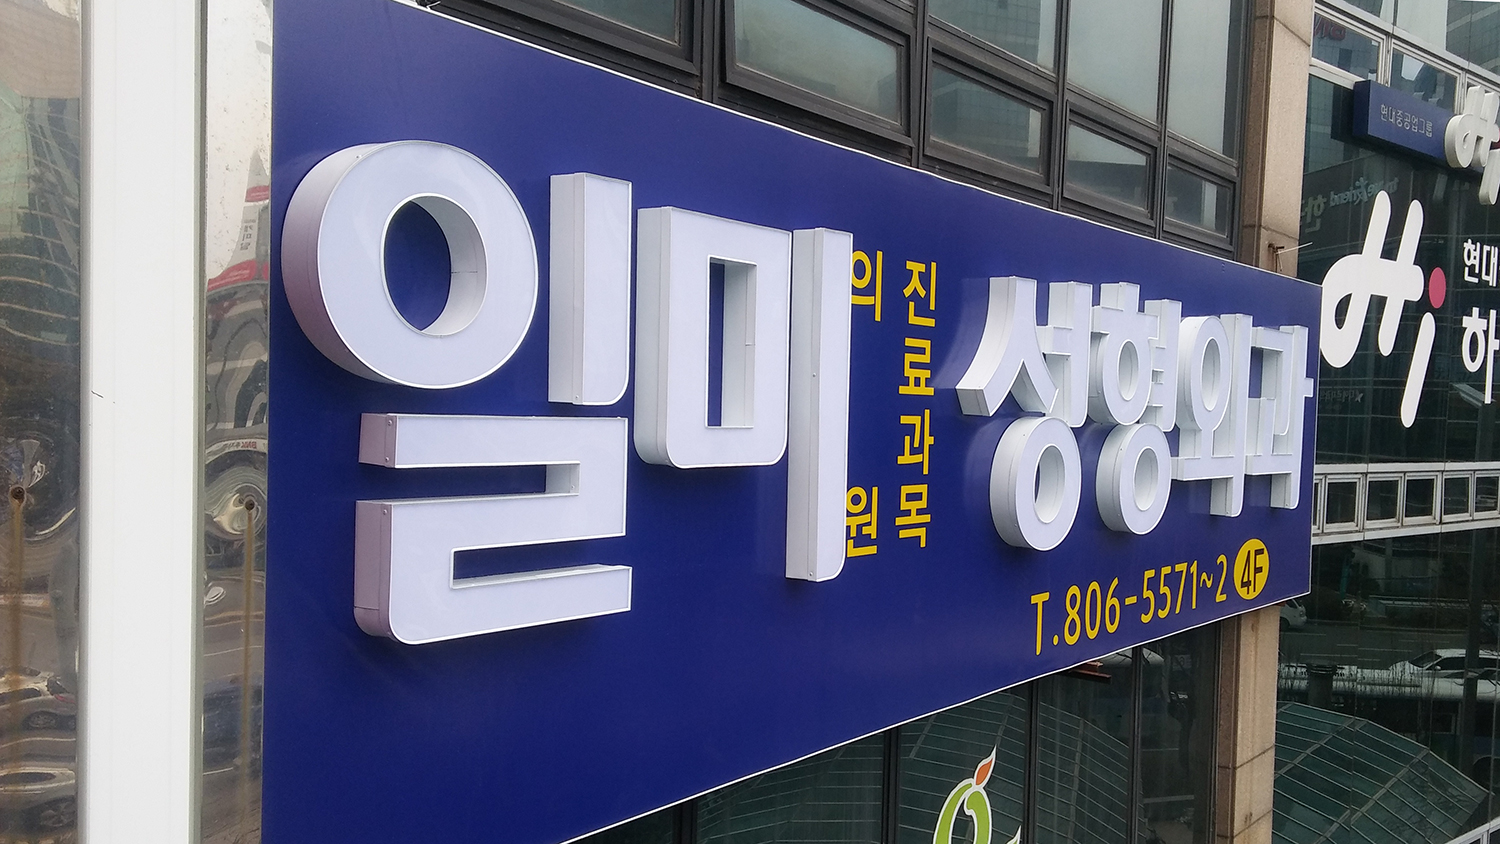 일미
의원
진료과목
성형외과
T.806-5571~2 4F
현대중공업그룹
Hi
현대
하